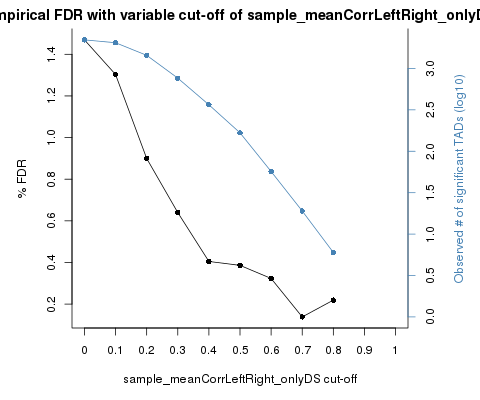 mpirical FDR with variable cut-off of sample_meanCorrLeftRight_onlyD
% FDR
1.4
1.2
1.0
0.8
0.6
0.4
0.2
3.0
2.5
2.0
1.5
1.0
0.5
0.0
Observed # of significant TADs (log10)
0 0.1 0.2 0.3 0.4 0.5 0.6 0.7 0.8 0.9 1
sample_meanCorrLeftRight_onlyDS cut-off